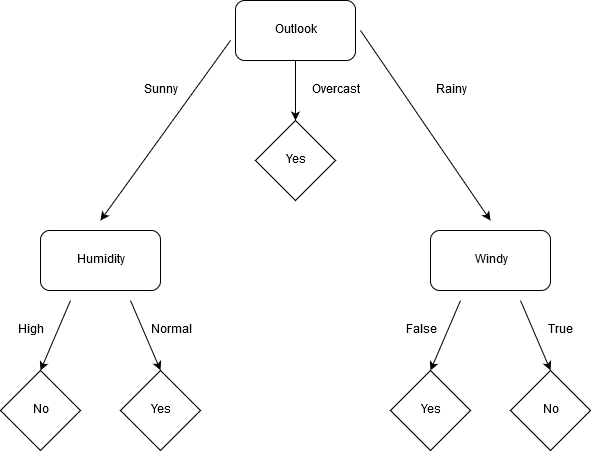 Outlook
Sunny
Overcast
Rainy
Yes
Humidity
Windy
High
Normal
False
True
No
Yes
Yes
No